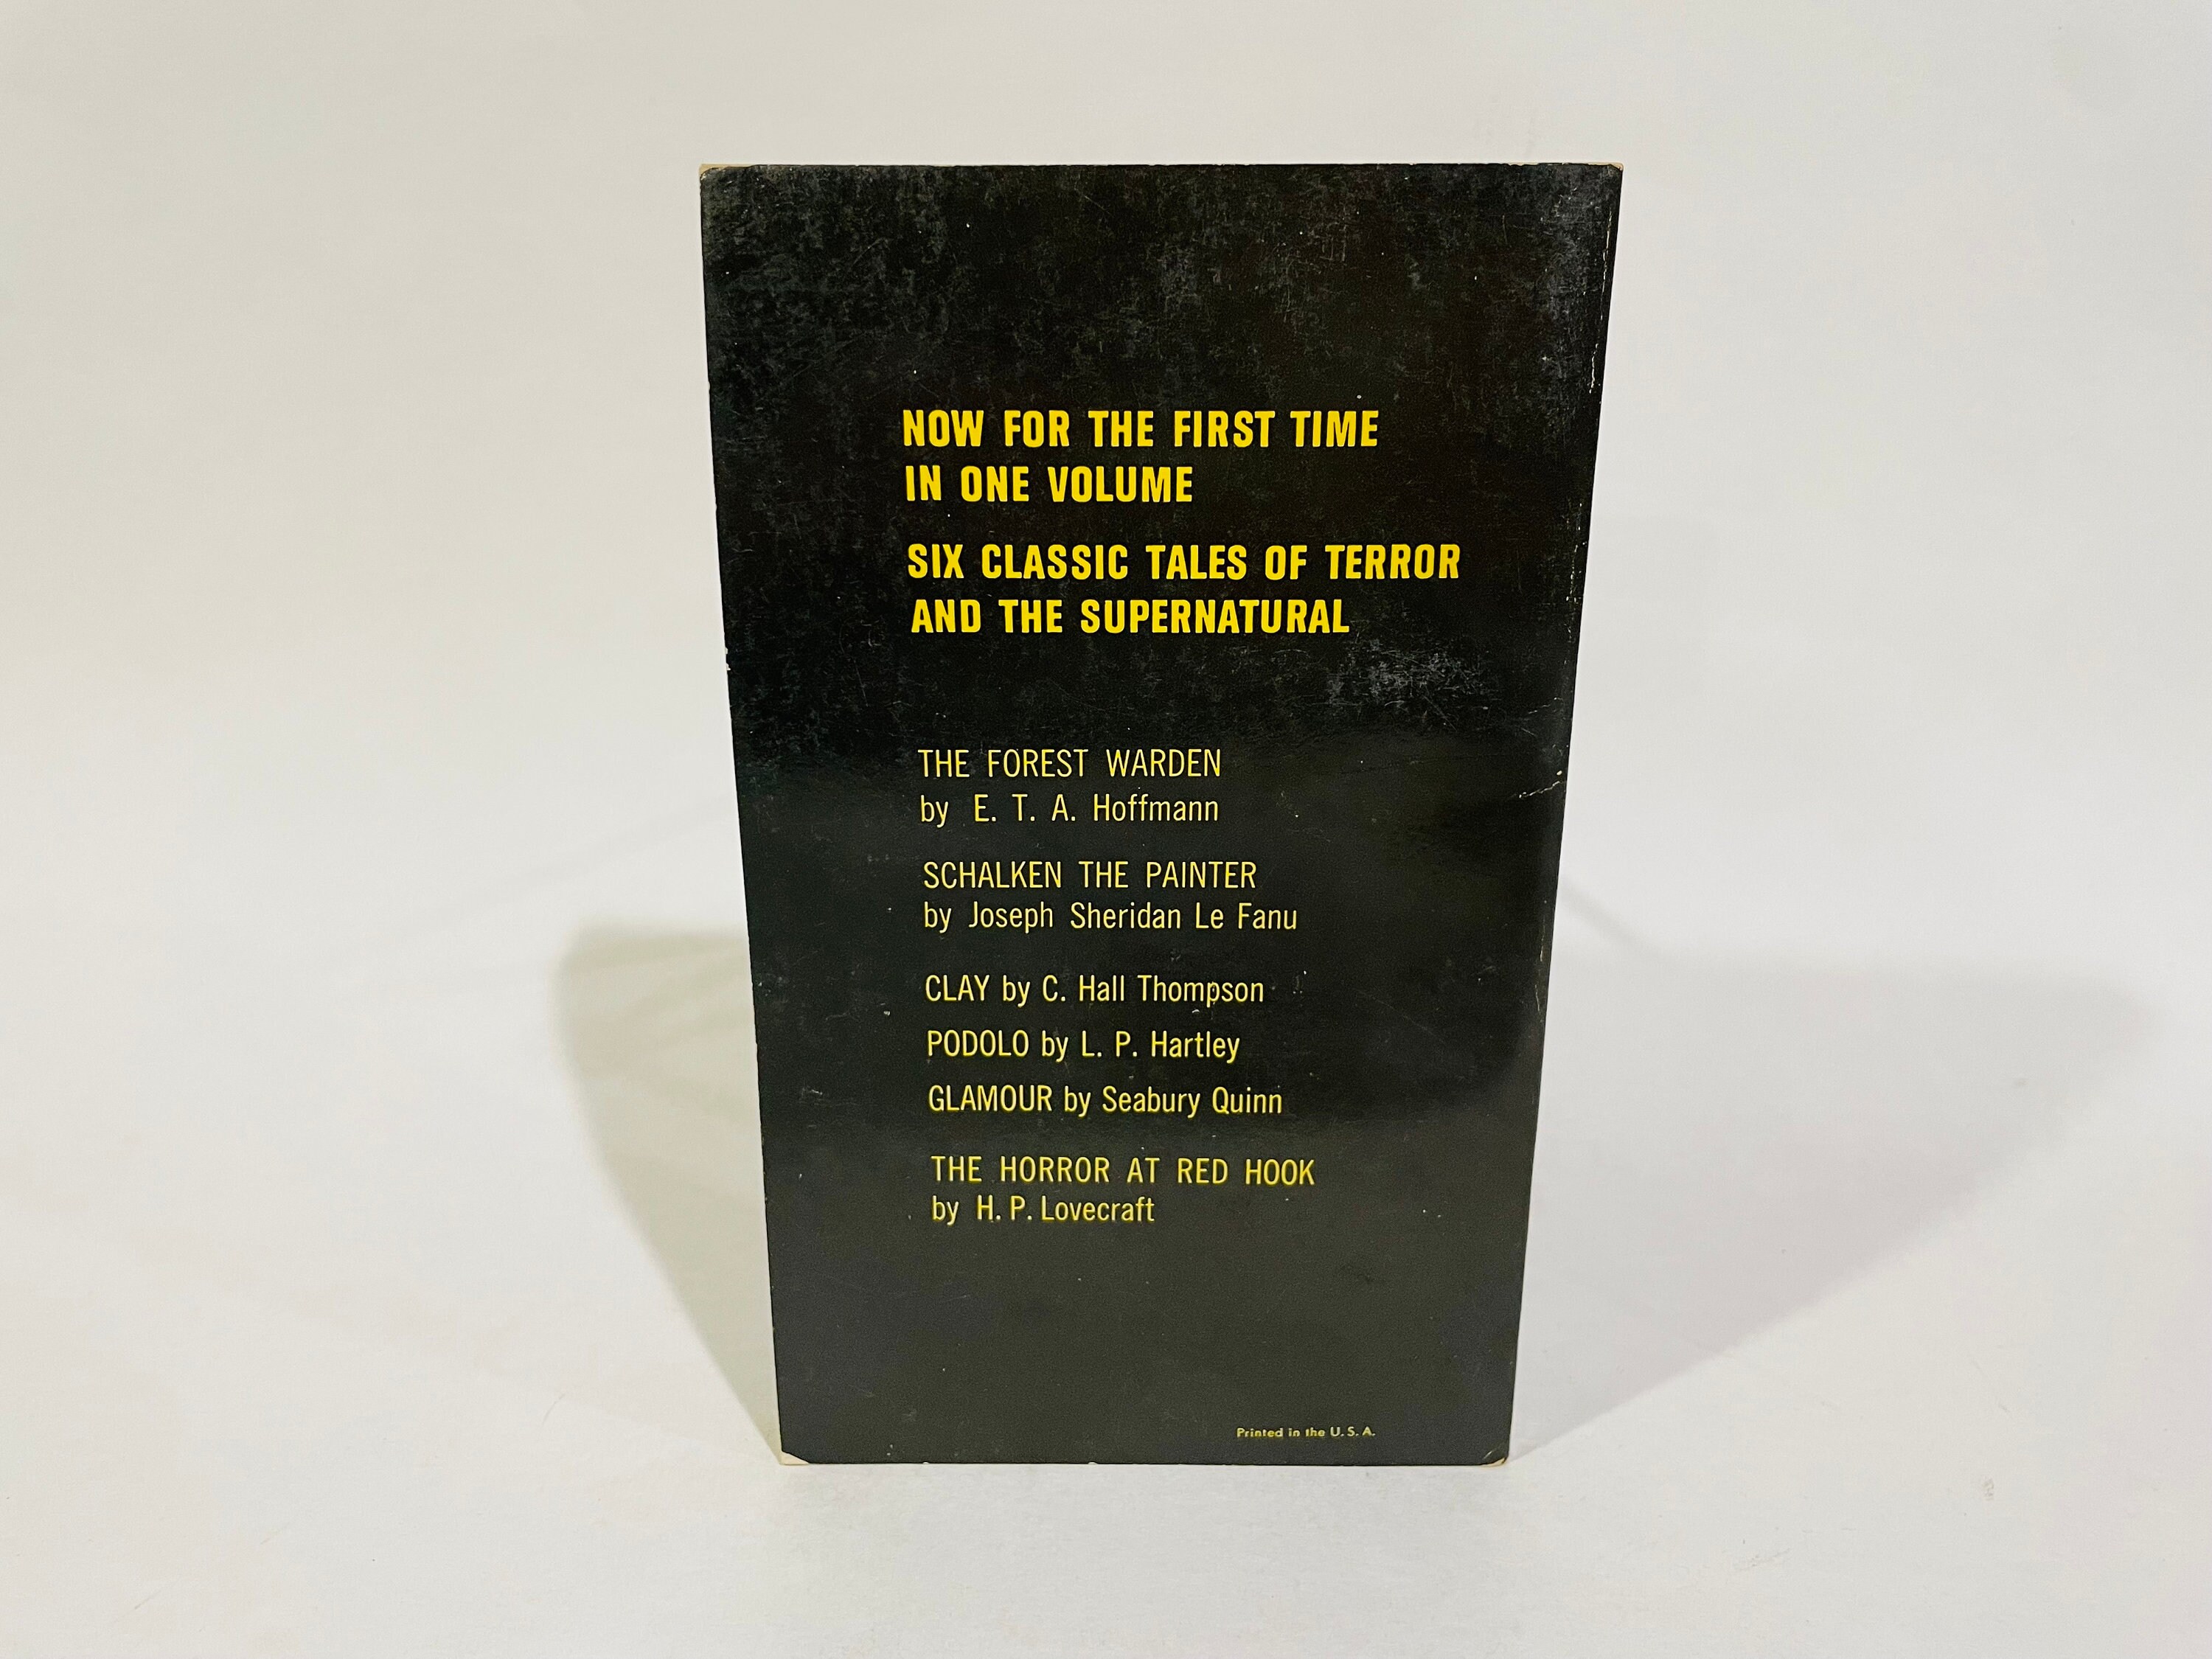 NOW FOR THE FIRST TIME
IN ONE VOLUME
SIX CLASSIC TALES OF TERROR
AND THE SUPERNATURAL
THE FOREST WARDEN
by E. T. A. Hoffmann
SCHALKEN THE PAINTER
by Joseph Sheridan Le Fanu
CLAY by C. Hall Thompson
PODOLO by L. P. Hartley
GLAMOUR by Seabury Quinn
THE HORROR AT RED HOOK
by H. P. Lovecraft
Printed in the U. S. A.